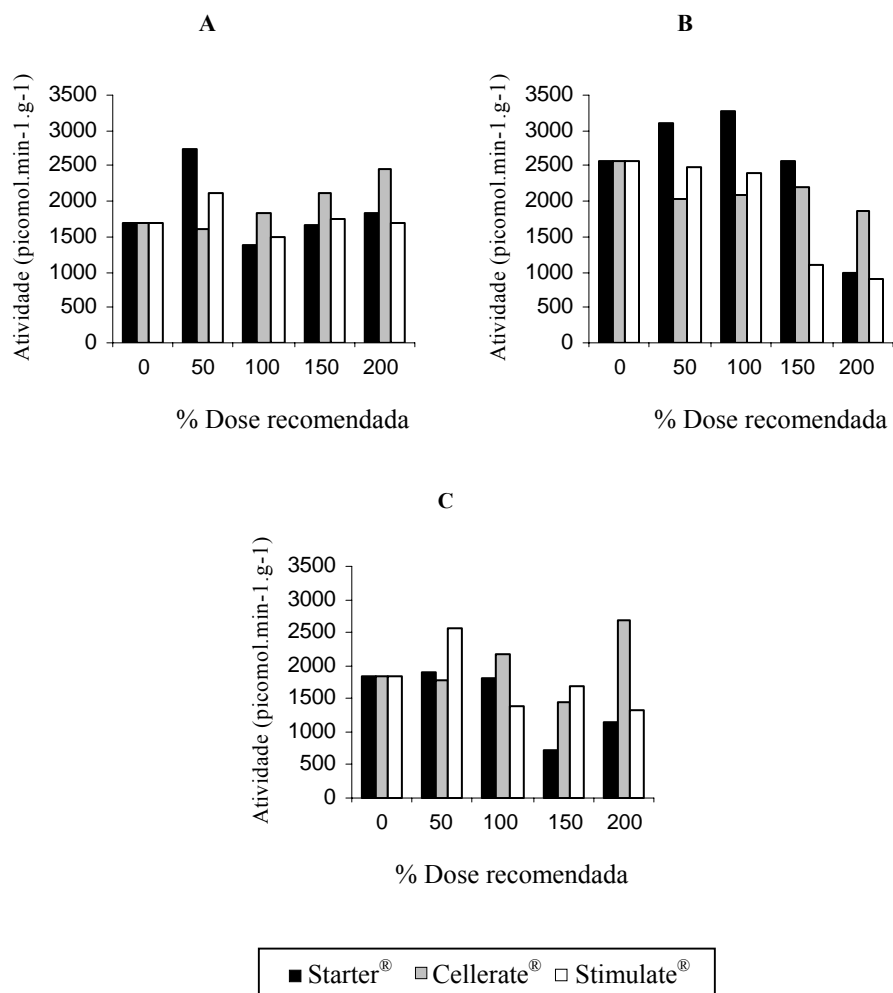 A
Atividade (picomol.min-1.g-1)
3500
3000
2500
2000
1500
1000
500
0
0 50 100 150 200
% Dose recomendada
B
Atividade (picomol.min-1.g-1)
3500
3000
2500
2000
1500
1000
500
0
0 50 100 150 200
% Dose recomendada
C
Atividade (picomol.min-1.g-1)
3500
3000
2500
2000
1500
1000
500
0
0 50 100 150 200
% Dose recomendada
Starter® Cellerate® Stimulate®